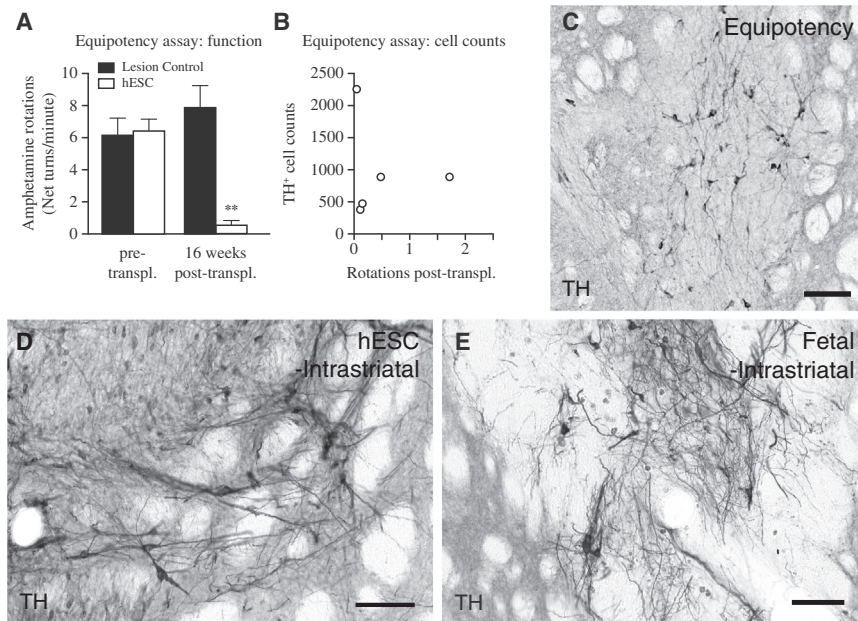 A
Equipotency assay: function
Lesion Control
hESC
Amphetamine rotations
(Net turns/minute)
10
8
6
4
2
0
**
pre-
transpl.
16 weeks
post-transpl.
B
Equipotency assay: cell counts
TH+ cell counts
2500
2000
1500
1000
500
0
0
1
2
Rotations post-transpl.
C
Equipotency
TH
D
hESC
-Intrastriatal
TH
E
Fetal
-Intrastriatal
TH